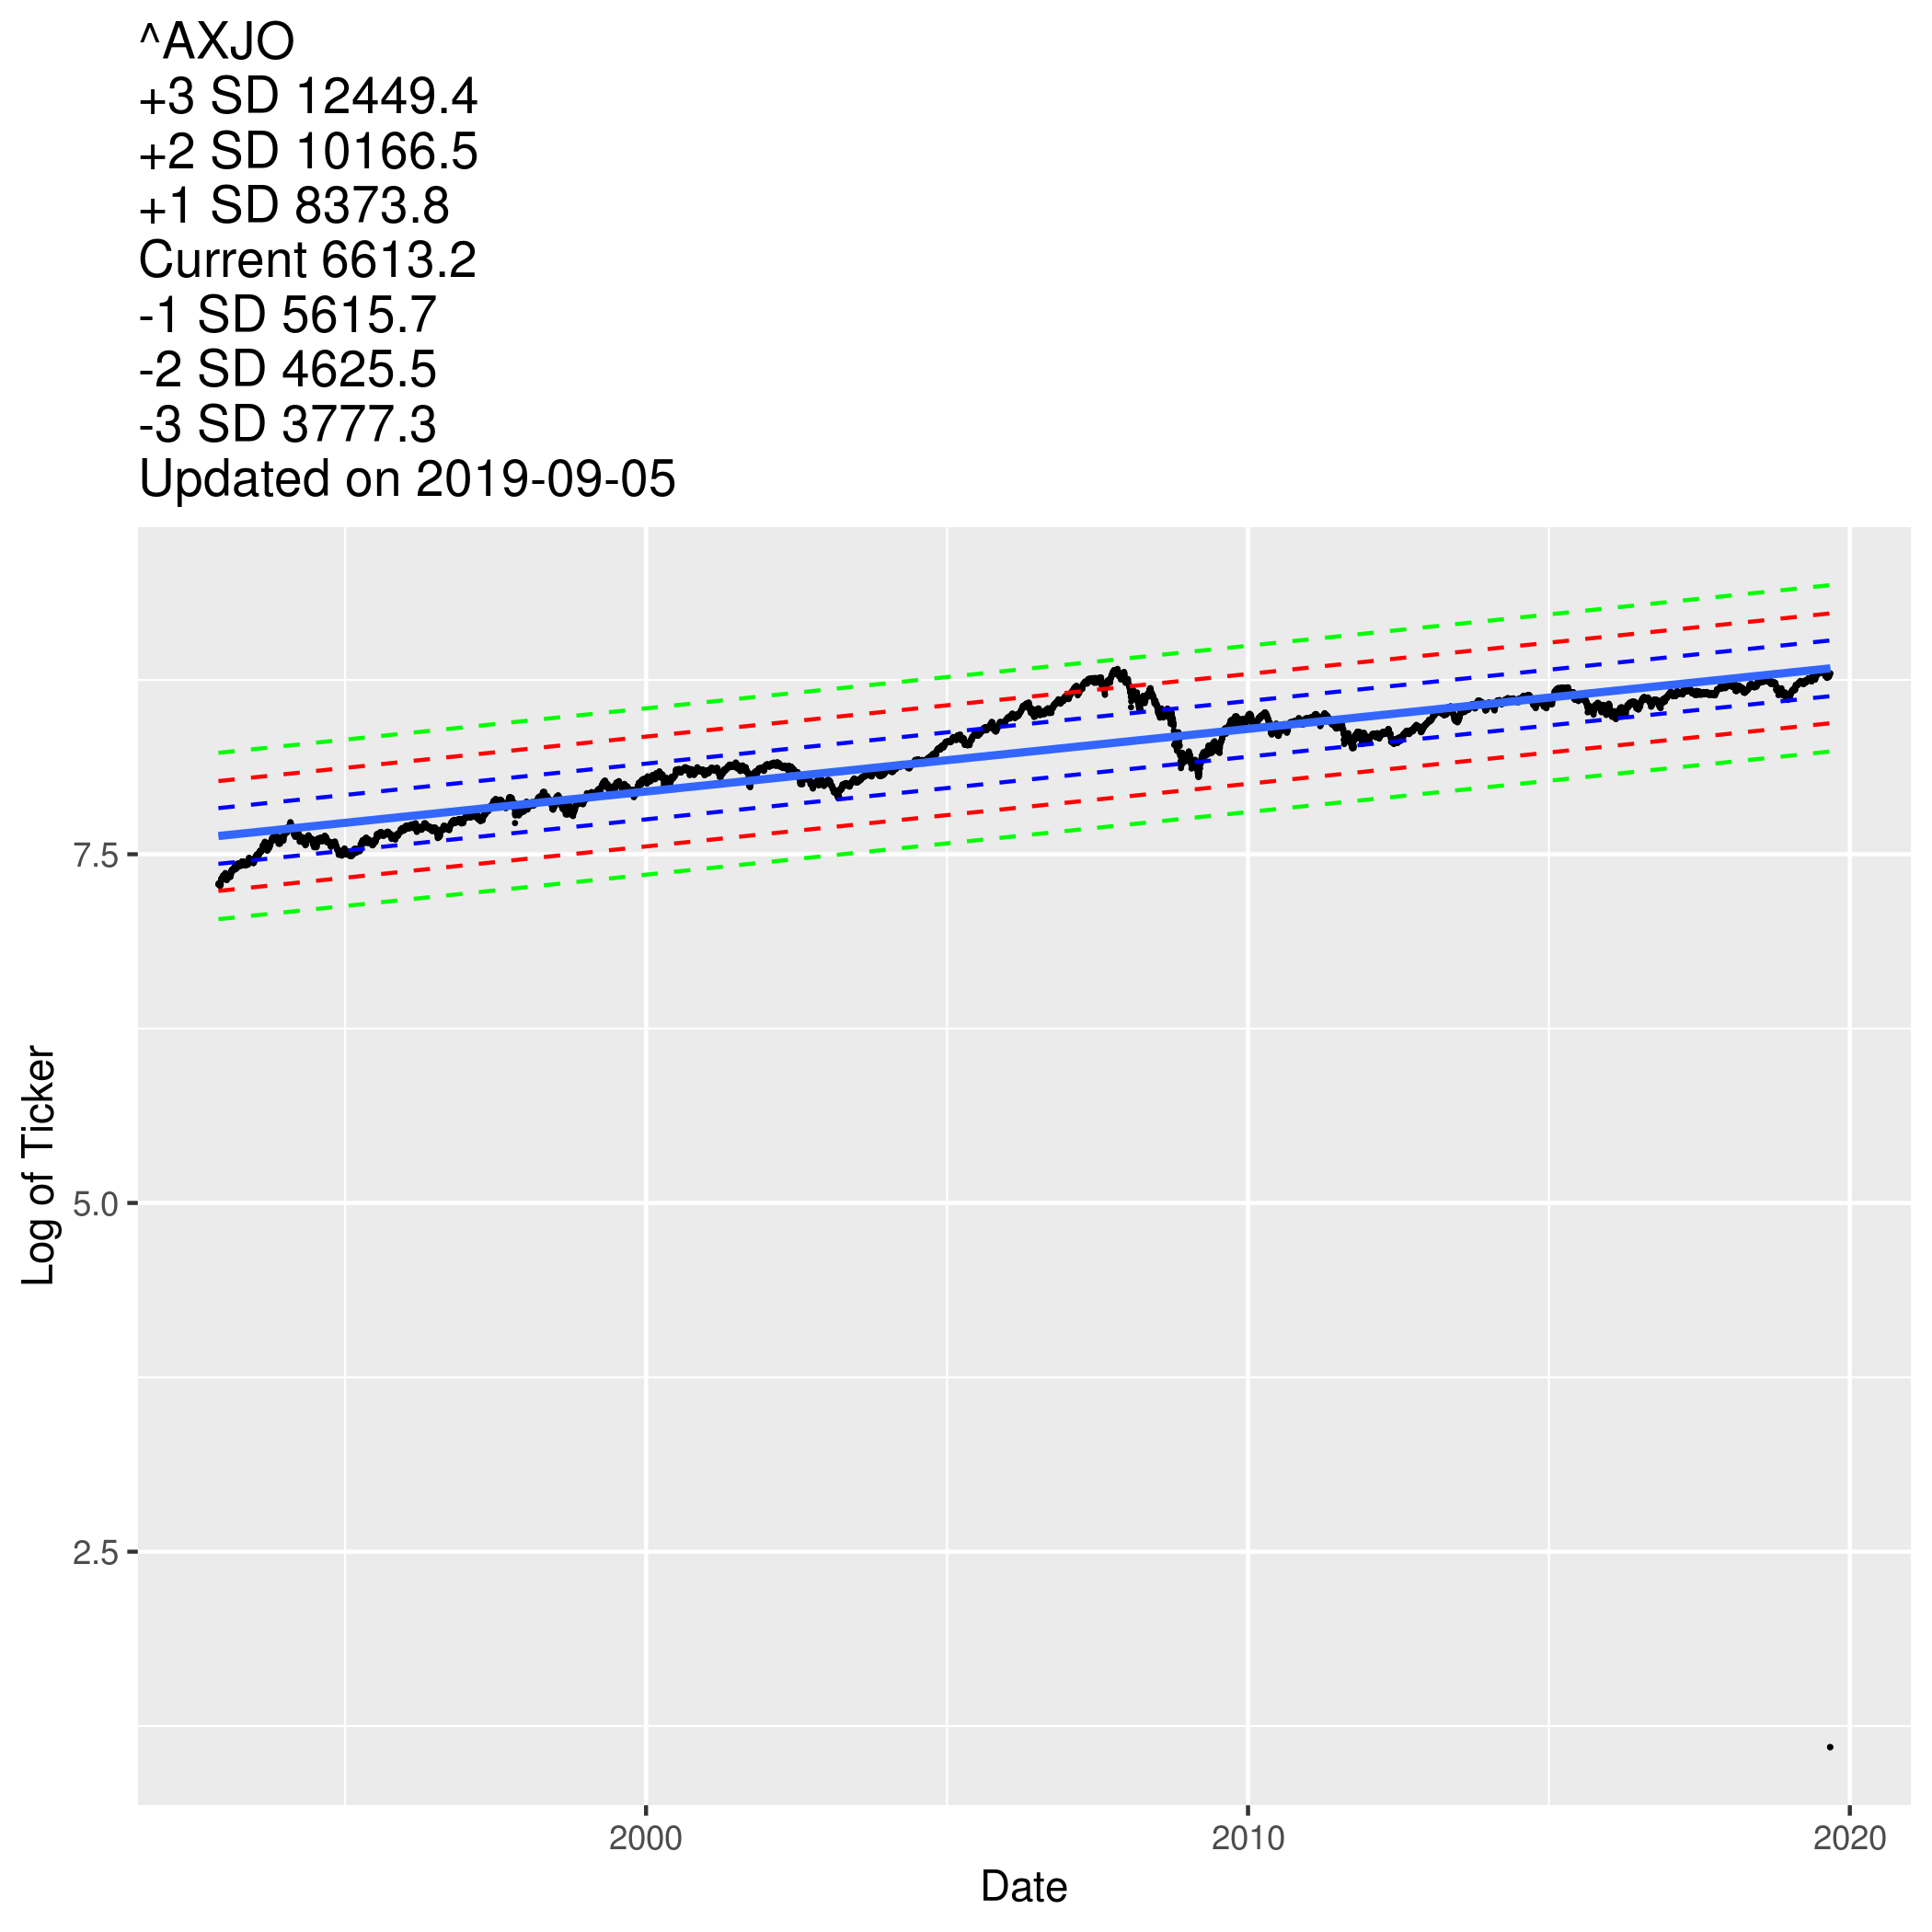 ^AXJO
+3 SD 12449.4
+2 SD 10166.5
+1 SD 8373.8
Current 6613.2
-1 SD 5615.7
-2 SD 4625.5
-3 SD 3777.3
Updated on 2019-09-05
Log of Ticker
7.5
5.0
2.5
2000
2010
2020
Date